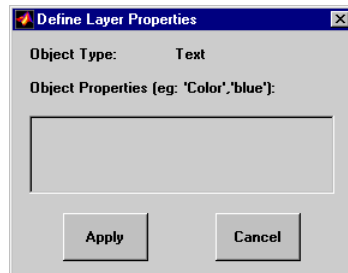 Define Layer Properties
Object Type: Text
Object Properties (eg: 'Color','blue'):
Apply Cancel